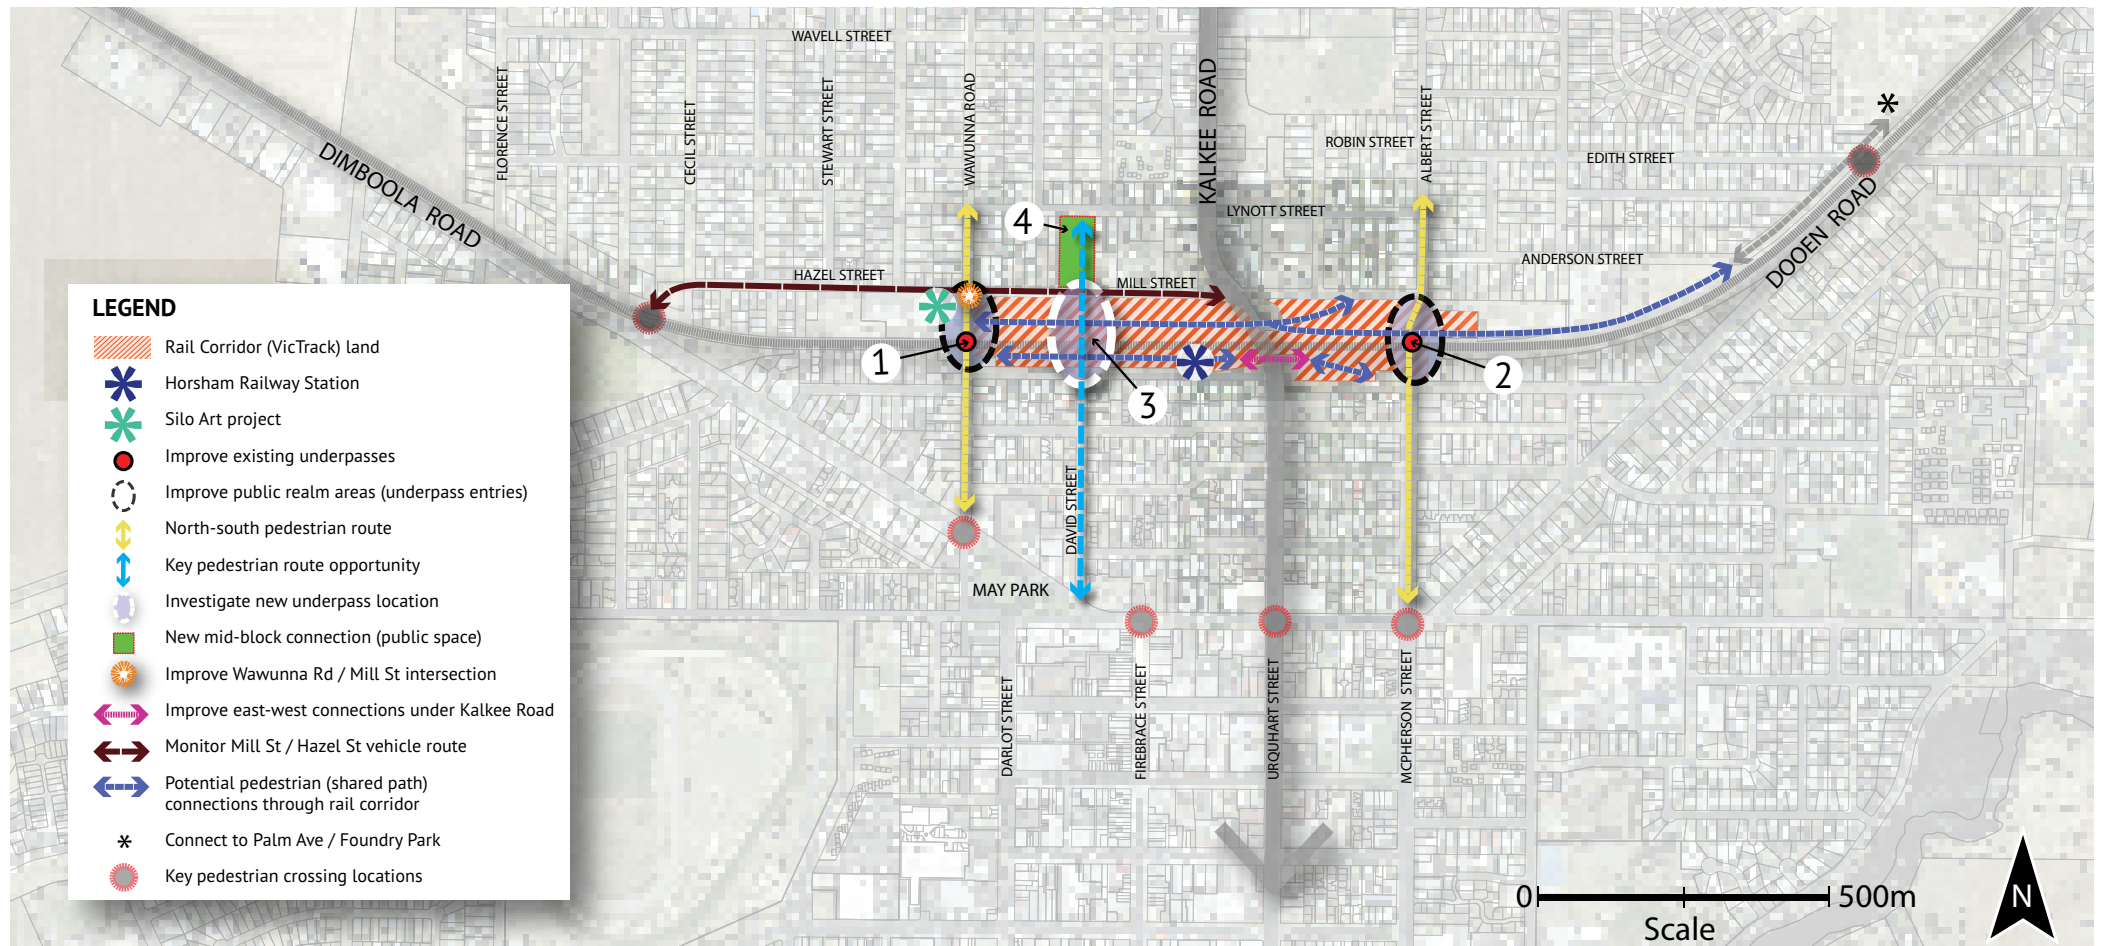 WAVELL STREET
FLORENCE STREET
CECIL STREET
STEWART STREET
WAWUNNA ROAD
KALKEE ROAD
ROBIN STREET
ALBERT STREET
EDITH STREET
DIMBOOLA ROAD
4
LYNOTT STREET
DOOEN ROAD
HAZEL STREET
MILL STREET
ANDERSON STREET
1
2
3
DAVID STREET
MAY PARK
DARLOT STREET
FIREBRACE STREET
URQUHART STREET
MCPHERSON STREET
LEGEND
Rail Corridor (VicTrack) land
Horsham Railway Station
Silo Art project
Improve existing underpasses
Improve public realm areas (underpass entries)
North-south pedestrian route
Key pedestrian route opportunity
Investigate new underpass location
New mid-block connection (public space)
Improve Wawunna Rd / Mill St intersection
Improve east-west connections under Kalkee Road
Monitor Mill St / Hazel St vehicle route
Potential pedestrian (shared path)
connections through rail corridor
Connect to Palm Ave / Foundry Park
Key pedestrian crossing locations
0 500m
Scale
N